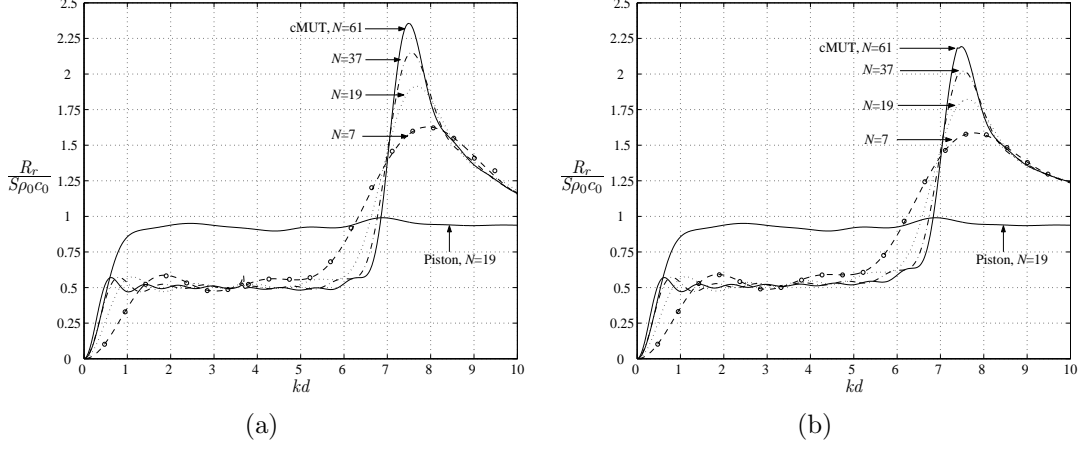 2.5
2.25
cMUT, N=61
2
N=37
1.75
N=19
1.5
N=7
1.25
R_r
Sρ₀c₀
1
0.75
Piston, N=19
0.5
0.25
0
0 1 2 3 4 5 6 7 8 9 10
kd
(a)
2.5
2.25
cMUT, N=61
2
N=37
1.75
N=19
1.5
N=7
1.25
R_r
Sρ₀c₀
1
0.75
Piston, N=19
0.5
0.25
0
0 1 2 3 4 5 6 7 8 9 10
kd
(b)